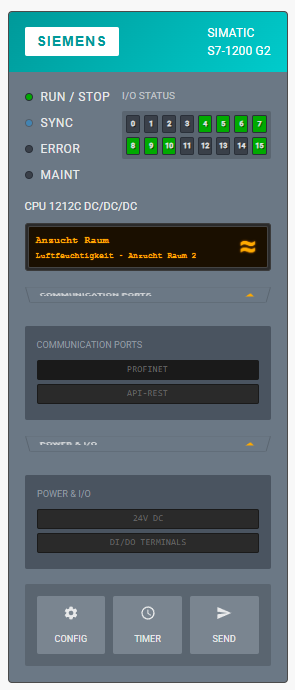 SIEMENS
SIMATIC
S7-1200 G2
RUN / STOP
I/O STATUS
0 1 2 3 4 5 6 7
8 9 10 11 12 13 14 15
SYNC
ERROR
MAINT
CPU 1212C DC/DC/DC
Anzucht Raum
Luftfeuchtigkeit - Anzucht Raum 2
COMMUNICATION PORTS
COMMUNICATION PORTS
PROFINET
API-REST
POWER & I/O
POWER & I/O
24V DC
DI/DO TERMINALS
CONFIG
TIMER
SEND